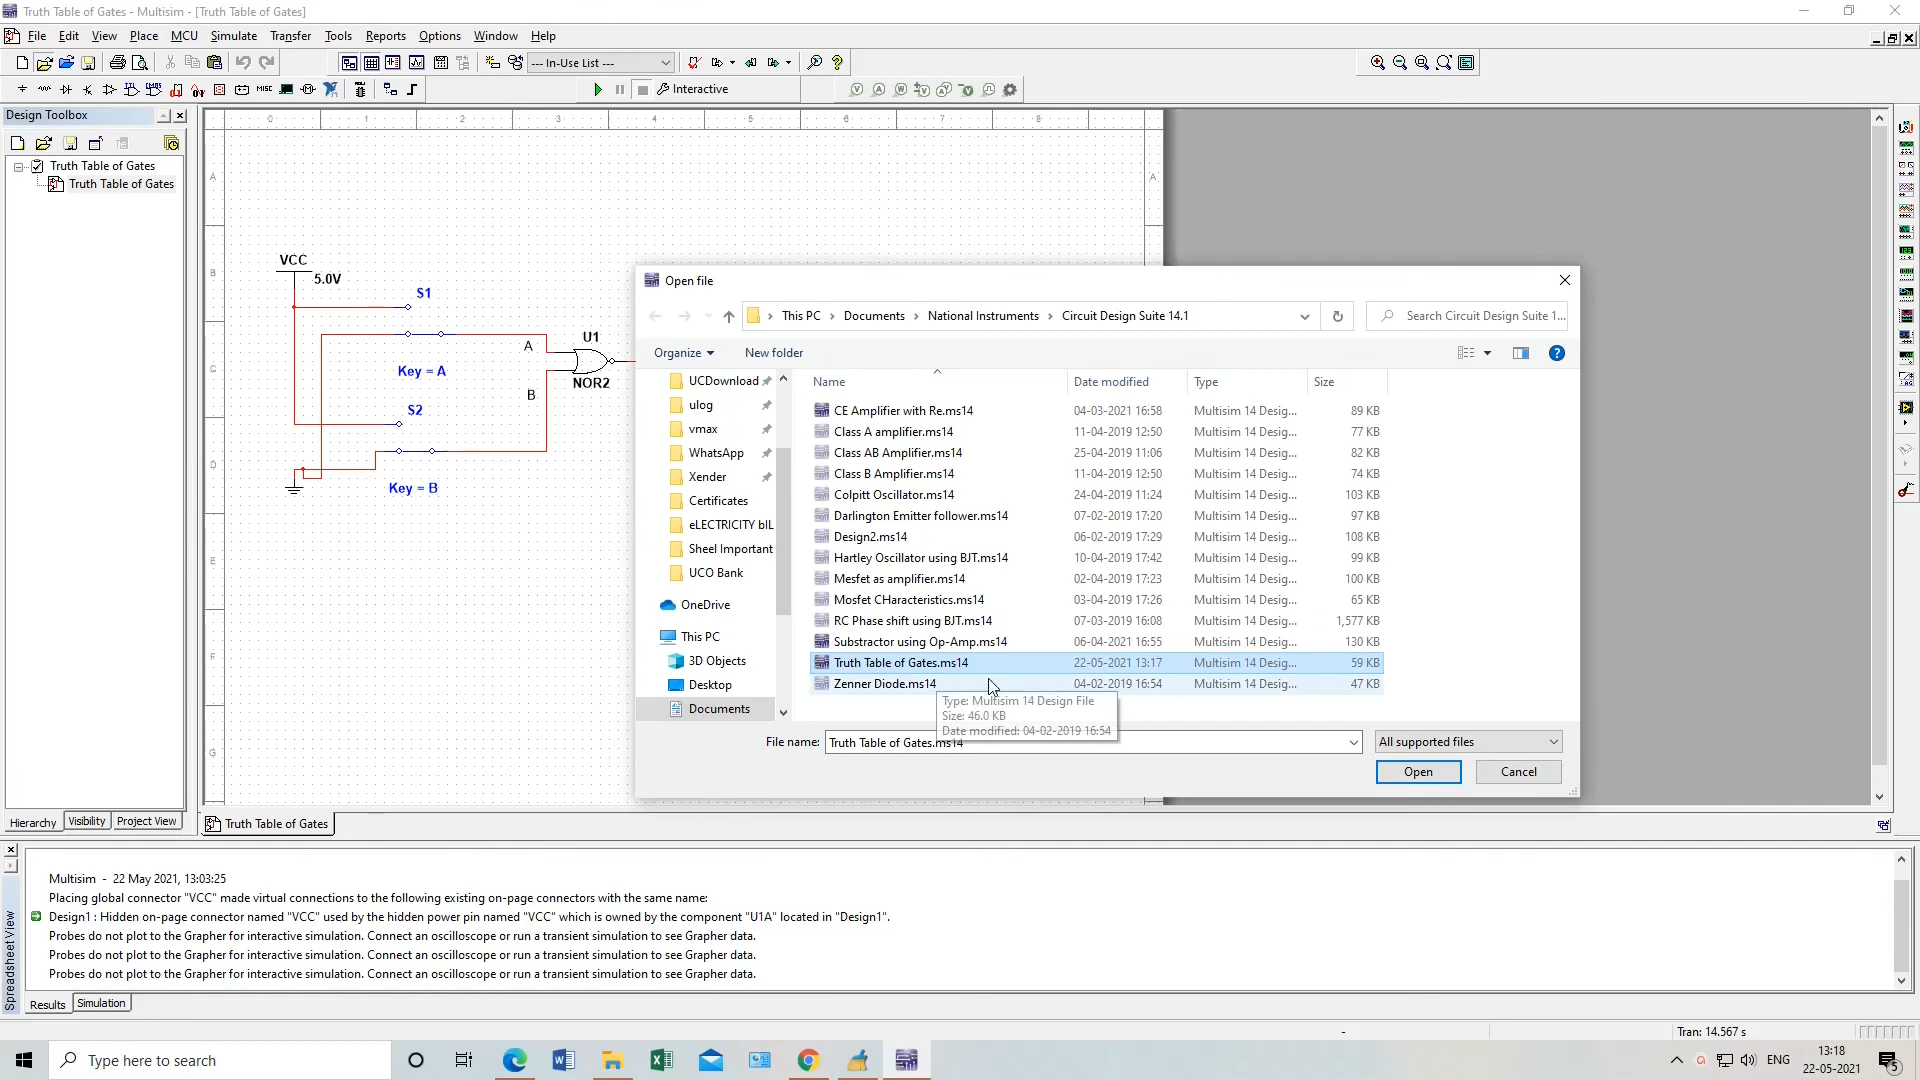 Truth Table of Gates - Multisim - [Truth Table of Gates]
File Edit View Place MCU Simulate Transfer Tools Reports Options Window Help
--- In-Use List ---
MISC Interactive
Design Toolbox
Truth Table of Gates
Truth Table of Gates
0 1 2 3 4 5 6 7 8
A A
B
C
D
E
F
G
VCC
5.0V
S1
Key = A
S2
Key = B
A
B
U1
NOR2
Open file
This PC > Documents > National Instruments > Circuit Design Suite 14.1
Search Circuit Design Suite 1...
Organize New folder
UCDownload
ulog
vmax
WhatsApp
Xender
Certificates
eLECTRICITY bIL
Sheel Important
UCO Bank
OneDrive
This PC
3D Objects
Desktop
Documents
Name Date modified Type Size
CE Amplifier with Re.ms14 04-03-2021 16:58 Multisim 14 Desig... 89 KB
Class A amplifier.ms14 11-04-2019 12:50 Multisim 14 Desig... 77 KB
Class AB Amplifier.ms14 25-04-2019 11:06 Multisim 14 Desig... 82 KB
Class B Amplifier.ms14 11-04-2019 12:50 Multisim 14 Desig... 74 KB
Colpitt Oscillator.ms14 24-04-2019 11:24 Multisim 14 Desig... 103 KB
Darlington Emitter follower.ms14 07-02-2019 17:20 Multisim 14 Desig... 97 KB
Design2.ms14 06-02-2019 17:29 Multisim 14 Desig... 108 KB
Hartley Oscillator using BJT.ms14 10-04-2019 17:42 Multisim 14 Desig... 99 KB
Mesfet as amplifier.ms14 02-04-2019 17:23 Multisim 14 Desig... 100 KB
Mosfet CHaracteristics.ms14 03-04-2019 17:26 Multisim 14 Desig... 65 KB
RC Phase shift using BJT.ms14 07-03-2019 16:08 Multisim 14 Desig... 1,577 KB
Substractor using Op-Amp.ms14 06-04-2021 16:55 Multisim 14 Desig... 130 KB
Truth Table of Gates.ms14 22-05-2021 13:17 Multisim 14 Desig... 59 KB
Zenner Diode.ms14 04-02-2019 16:54 Multisim 14 Desig... 47 KB
Type: Multisim 14 Design File
Size: 46.0 KB
Date modified: 04-02-2019 16:54
File name: Truth Table of Gates.ms14 All supported files
Open Cancel
Hierarchy Visibility Project View
Truth Table of Gates
Spreadsheet View
Multisim - 22 May 2021, 13:03:25
Placing global connector "VCC" made virtual connections to the following existing on-page connectors with the same name:
Design1 : Hidden on-page connector named "VCC" used by the hidden power pin named "VCC" which is owned by the component "U1A" located in "Design1".
Probes do not plot to the Grapher for interactive simulation. Connect an oscilloscope or run a transient simulation to see Grapher data.
Probes do not plot to the Grapher for interactive simulation. Connect an oscilloscope or run a transient simulation to see Grapher data.
Probes do not plot to the Grapher for interactive simulation. Connect an oscilloscope or run a transient simulation to see Grapher data.
Results Simulation
- Tran: 14.567 s
Type here to search
ENG
13:18
22-05-2021
5